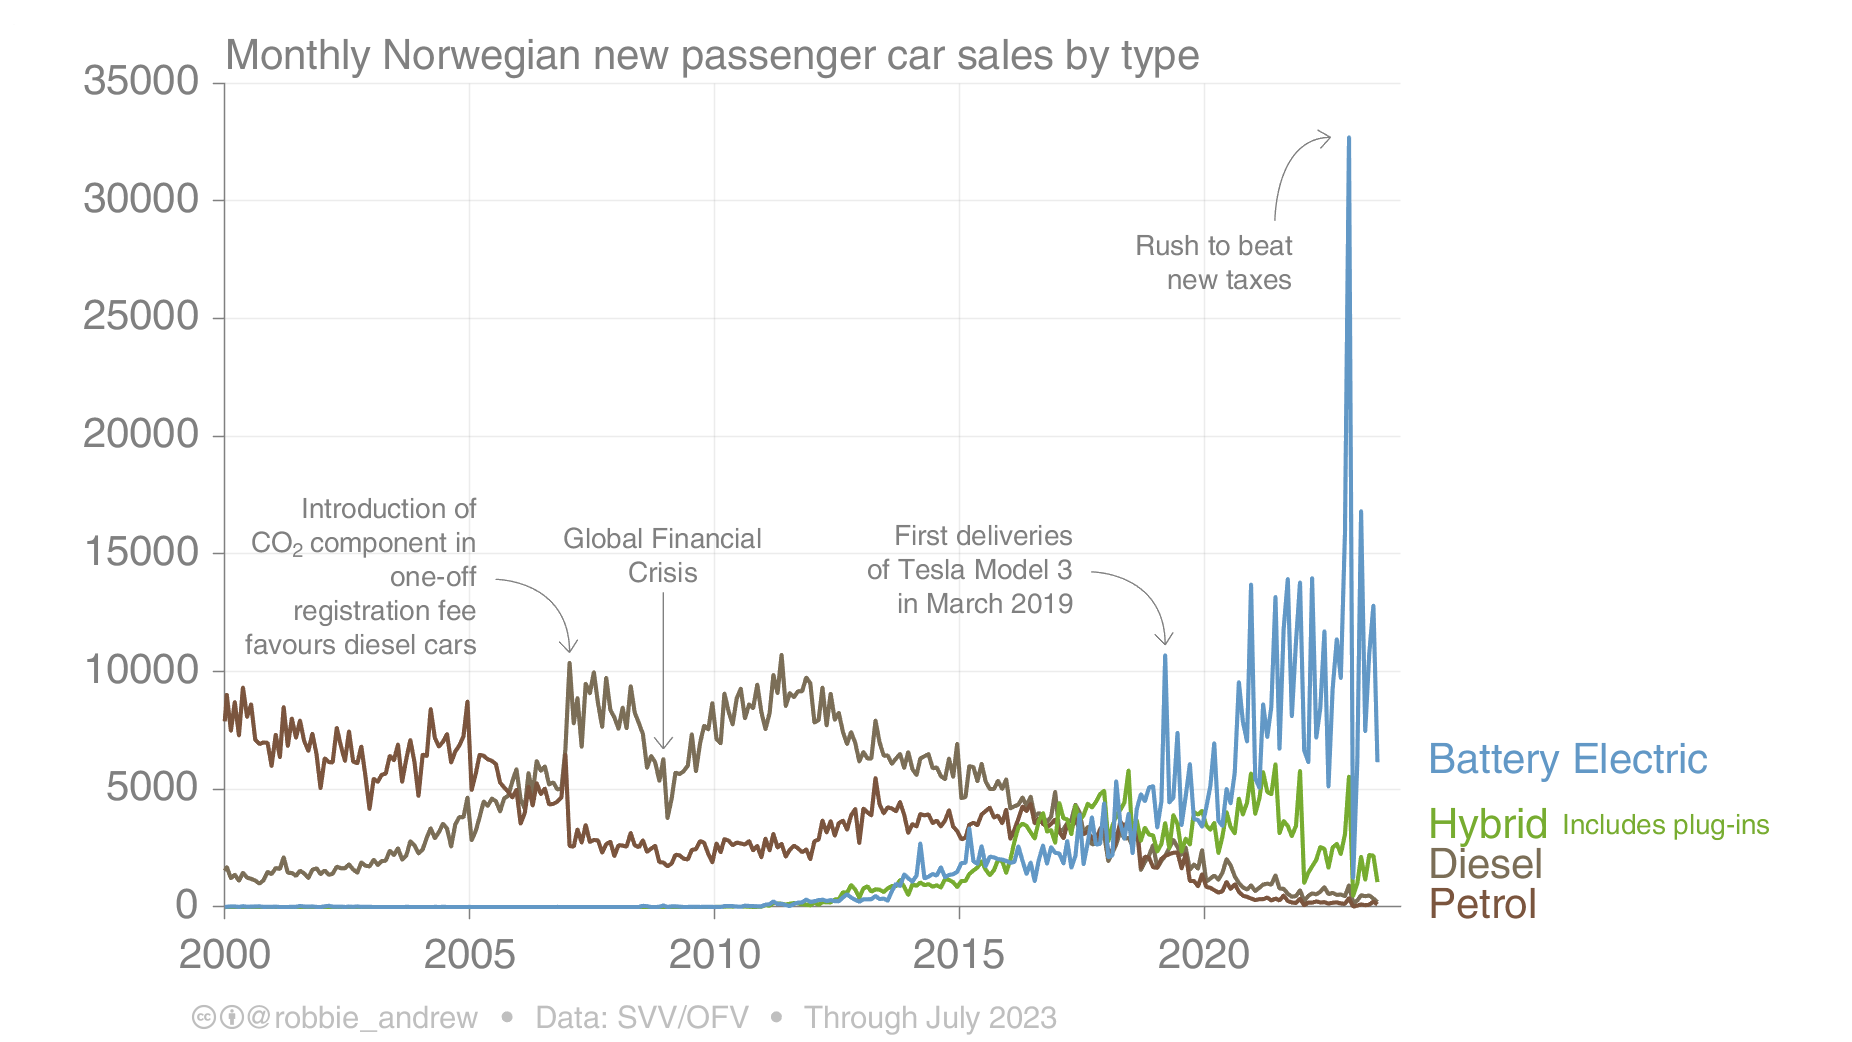 Monthly Norwegian new passenger car sales by type
35000
30000
25000
20000
15000
10000
5000
0
Rush to beat
new taxes
Introduction of
CO₂ component in
one-off
registration fee
favours diesel cars
Global Financial
Crisis
First deliveries
of Tesla Model 3
in March 2019
Battery Electric
Hybrid Includes plug-ins
Diesel
Petrol
2000 2005 2010 2015 2020
cc @robbie_andrew • Data: SVV/OFV • Through July 2023